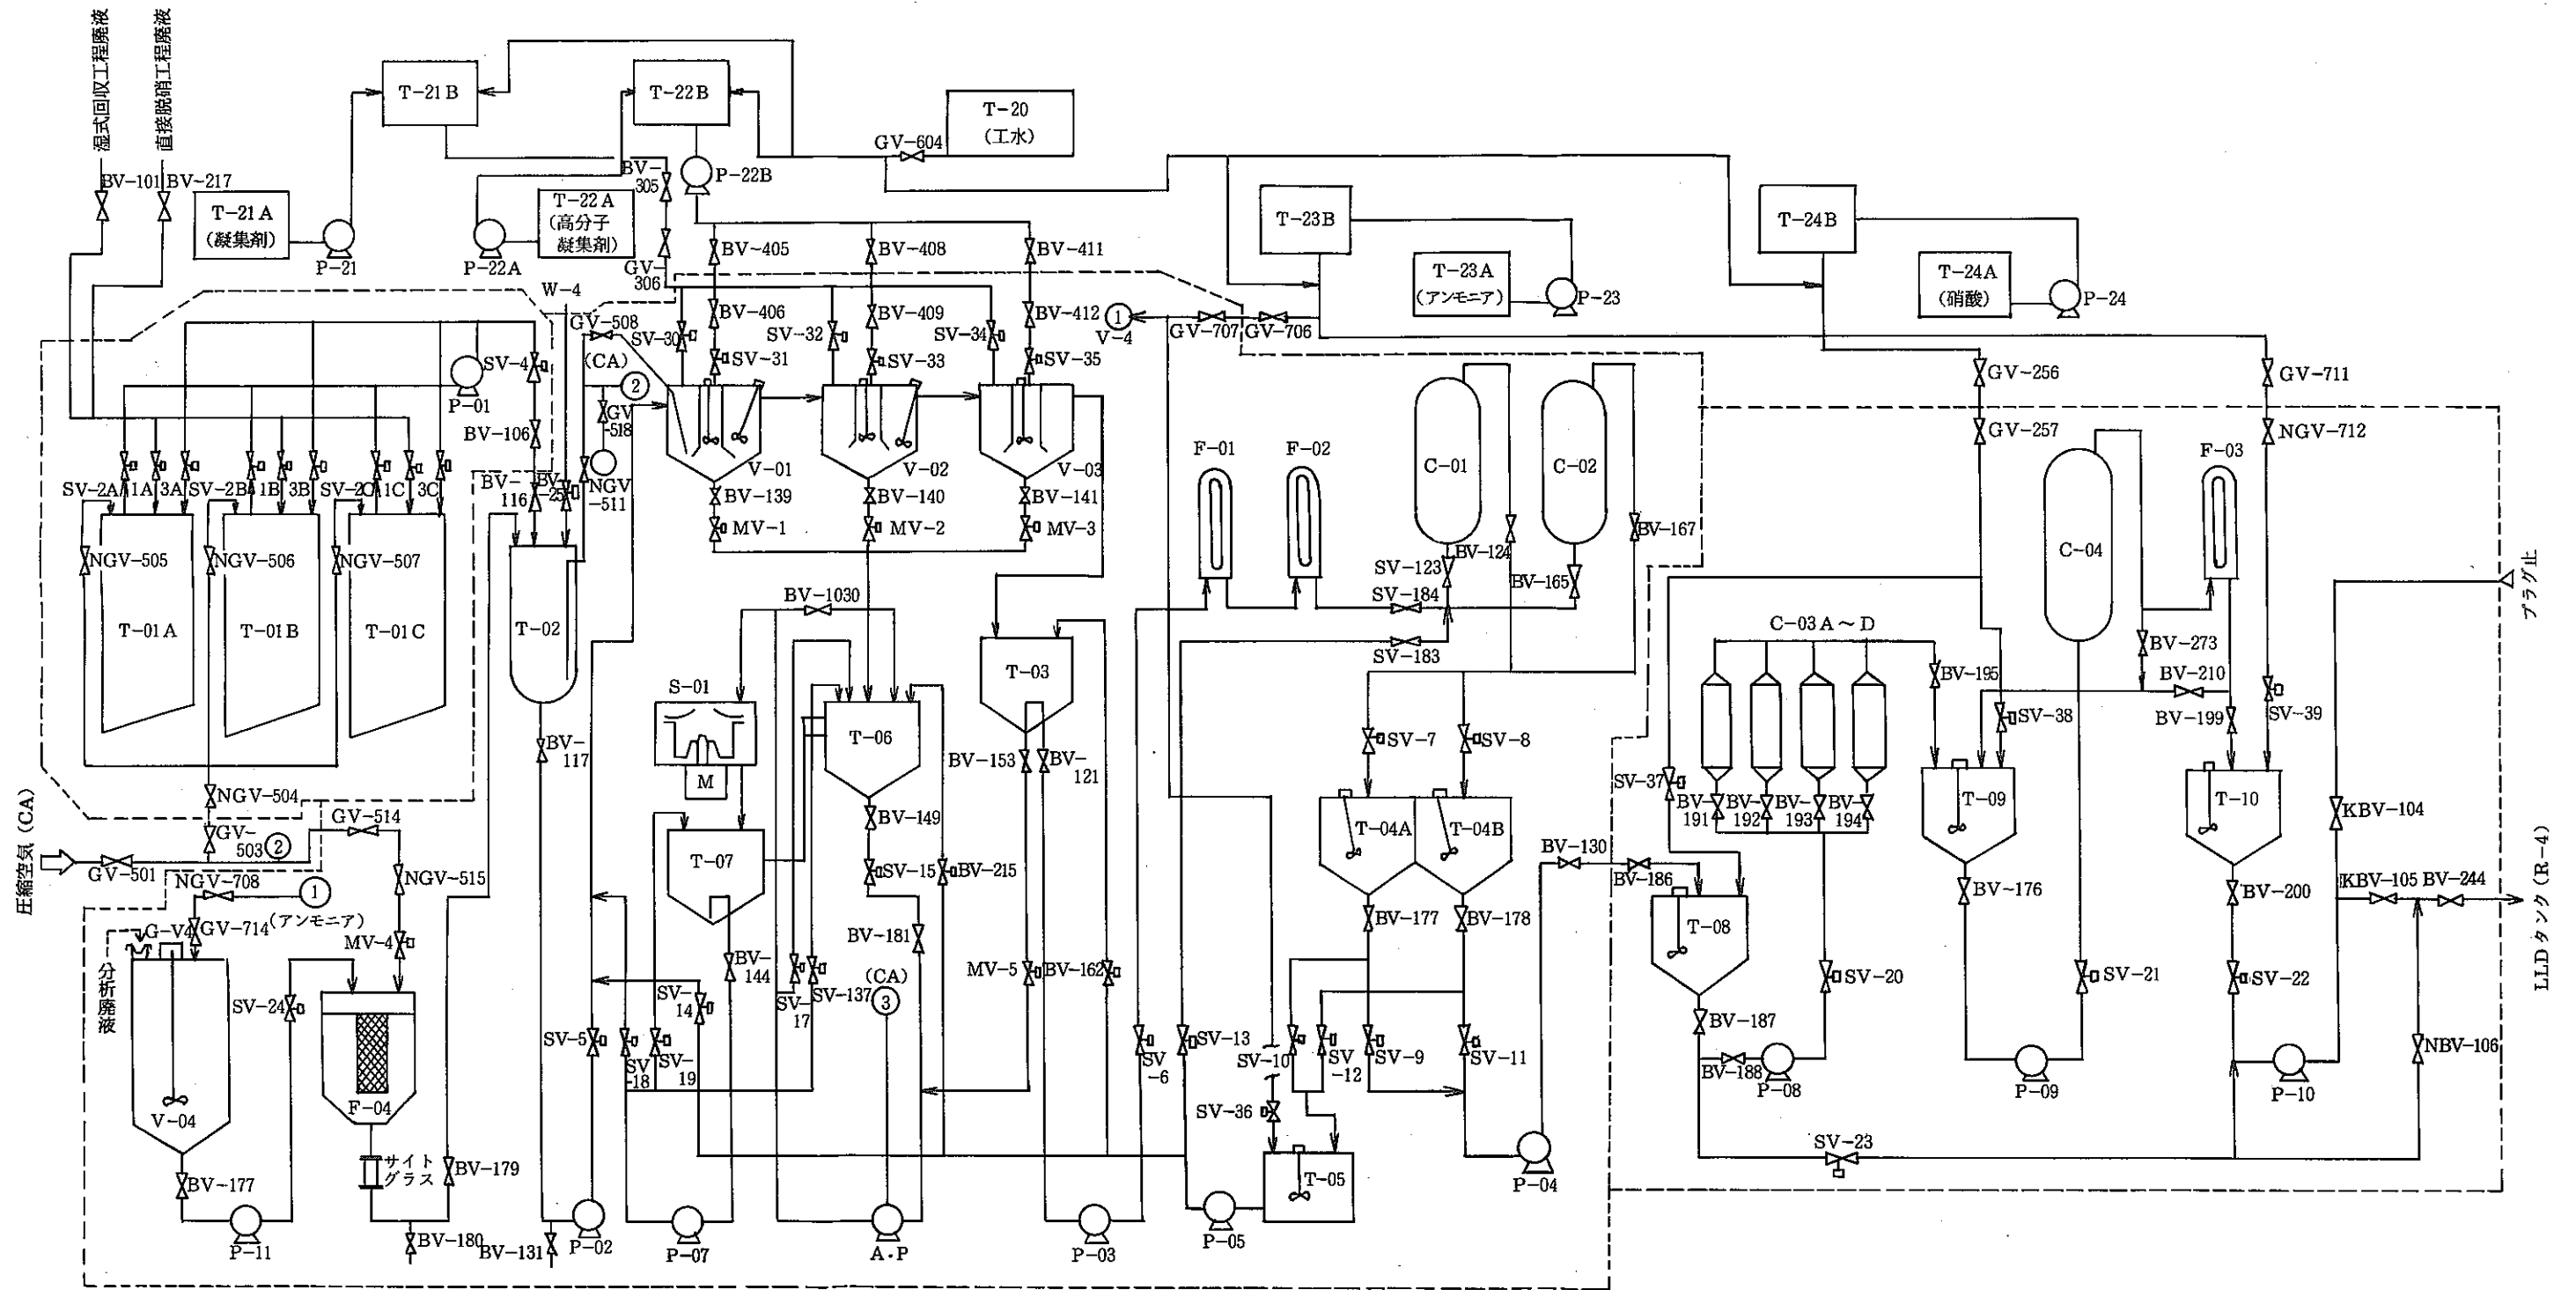 湿式回収工程廃液
直接脱硝工程廃液
T-21B
T-22B
T-20
(工水)
GV-604
BV-101
BV-217
T-21A
(凝集剤)
P-21
P-22A
T-22A
(高分子
凝集剤)
BV-
305
GV-
306
P-22B
T-23B
T-23A
(アンモニア)
P-23
T-24B
T-24A
(硝酸)
P-24
BV-405
BV-408
BV-411
BV-406
BV-409
BV-412
W-4
GV-508
(CA)
SV-30
SV-31
SV-32
SV-33
SV-34
SV-35
1
V-4
GV-707
GV-706
SV-4
P-01
BV-106
2
GV
-518
NGV
-511
BV-
116
BV-
25
GV-256
GV-257
GV-711
NGV-712
V-01
V-02
V-03
BV-139
BV-140
BV-141
MV-1
MV-2
MV-3
F-01
F-02
C-01
C-02
C-04
F-03
SV-2A
1A
3A
SV-2B
1B
3B
SV-2C
1C
3C
NGV-505
NGV-506
NGV-507
T-01A
T-01B
T-01C
T-02
BV-124
BV-167
SV-123
BV-165
SV-184
SV-183
BV-1030
プラグ止
C-03A～D
BV-273
BV-210
BV-195
BV-199
SV-38
SV-39
S-01
M
T-06
T-03
BV-117
BV-153
BV-
121
SV-7
SV-8
SV-37
BV-
191
BV-
192
BV-
193
BV-
194
T-09
T-10
KBV-104
圧縮空気(CA)
NGV-504
GV-
503
2
GV-514
GV-501
NGV-708
1
(アンモニア)
NGV-515
T-07
BV-149
SV-15
BV-215
T-04A
T-04B
BV-130
BV-186
BV-176
BV-200
KBV-105
BV-244
LLDタンク(R-4)
G-V4
GV-714
MV-4
分析廃液
BV-181
BV-177
BV-178
T-08
BV-144
MV-5
BV-162
(CA)
3
SV-24
SV-
14
SV-
17
SV-137
SV-20
SV-21
SV-22
BV-187
SV-5
SV
-18
SV-
19
SV
-6
SV-13
SV-10
SV
-12
SV-9
SV-11
BV-188
P-08
P-09
P-10
NBV-106
V-04
F-04
SV-36
SV-23
サイト
グラス
BV-179
BV-177
T-05
P-04
P-11
BV-180
BV-131
P-02
P-07
A・P
P-03
P-05